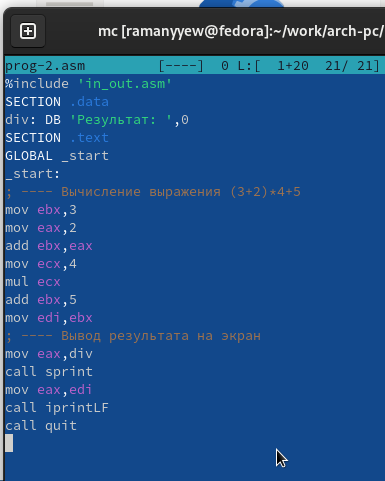 mc [ramanyyew@fedora]:~/work/arch-pc/
prog-2.asm [----] 0 L:[ 1+20 21/ 21]
%include 'in_out.asm'
SECTION .data
div: DB 'Результат: ',0
SECTION .text
GLOBAL _start
_start:
; ---- Вычисление выражения (3+2)*4+5
mov ebx,3
mov eax,2
add ebx,eax
mov ecx,4
mul ecx
add ebx,5
mov edi,ebx
; ---- Вывод результата на экран
mov eax,div
call sprint
mov eax,edi
call iprintLF
call quit